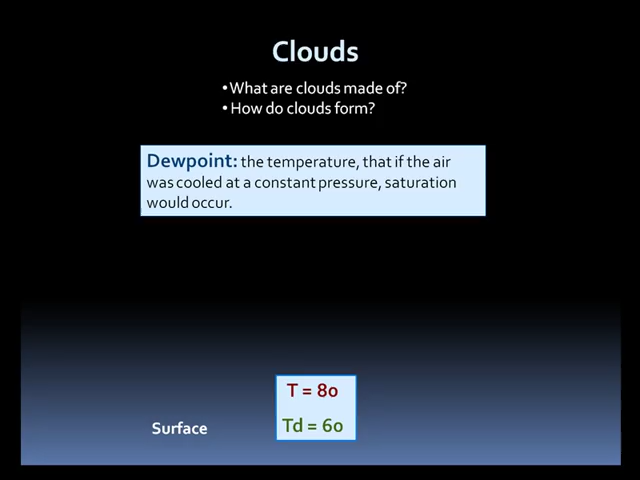 Clouds
•What are clouds made of?
•How do clouds form?
Dewpoint: the temperature, that if the air
was cooled at a constant pressure, saturation
would occur.
T = 80
Td = 60
Surface